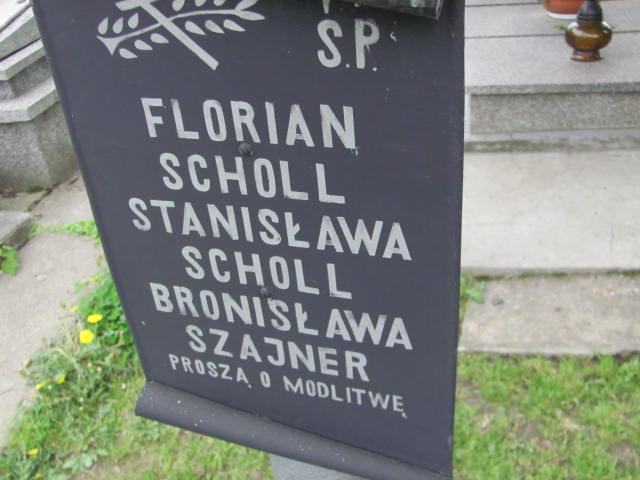 Ś.P.
FLORIAN
SCHOLL
STANISŁAWA
SCHOLL
BRONISŁAWA
SZAJNER
PROSZĄ O MODLITWĘ